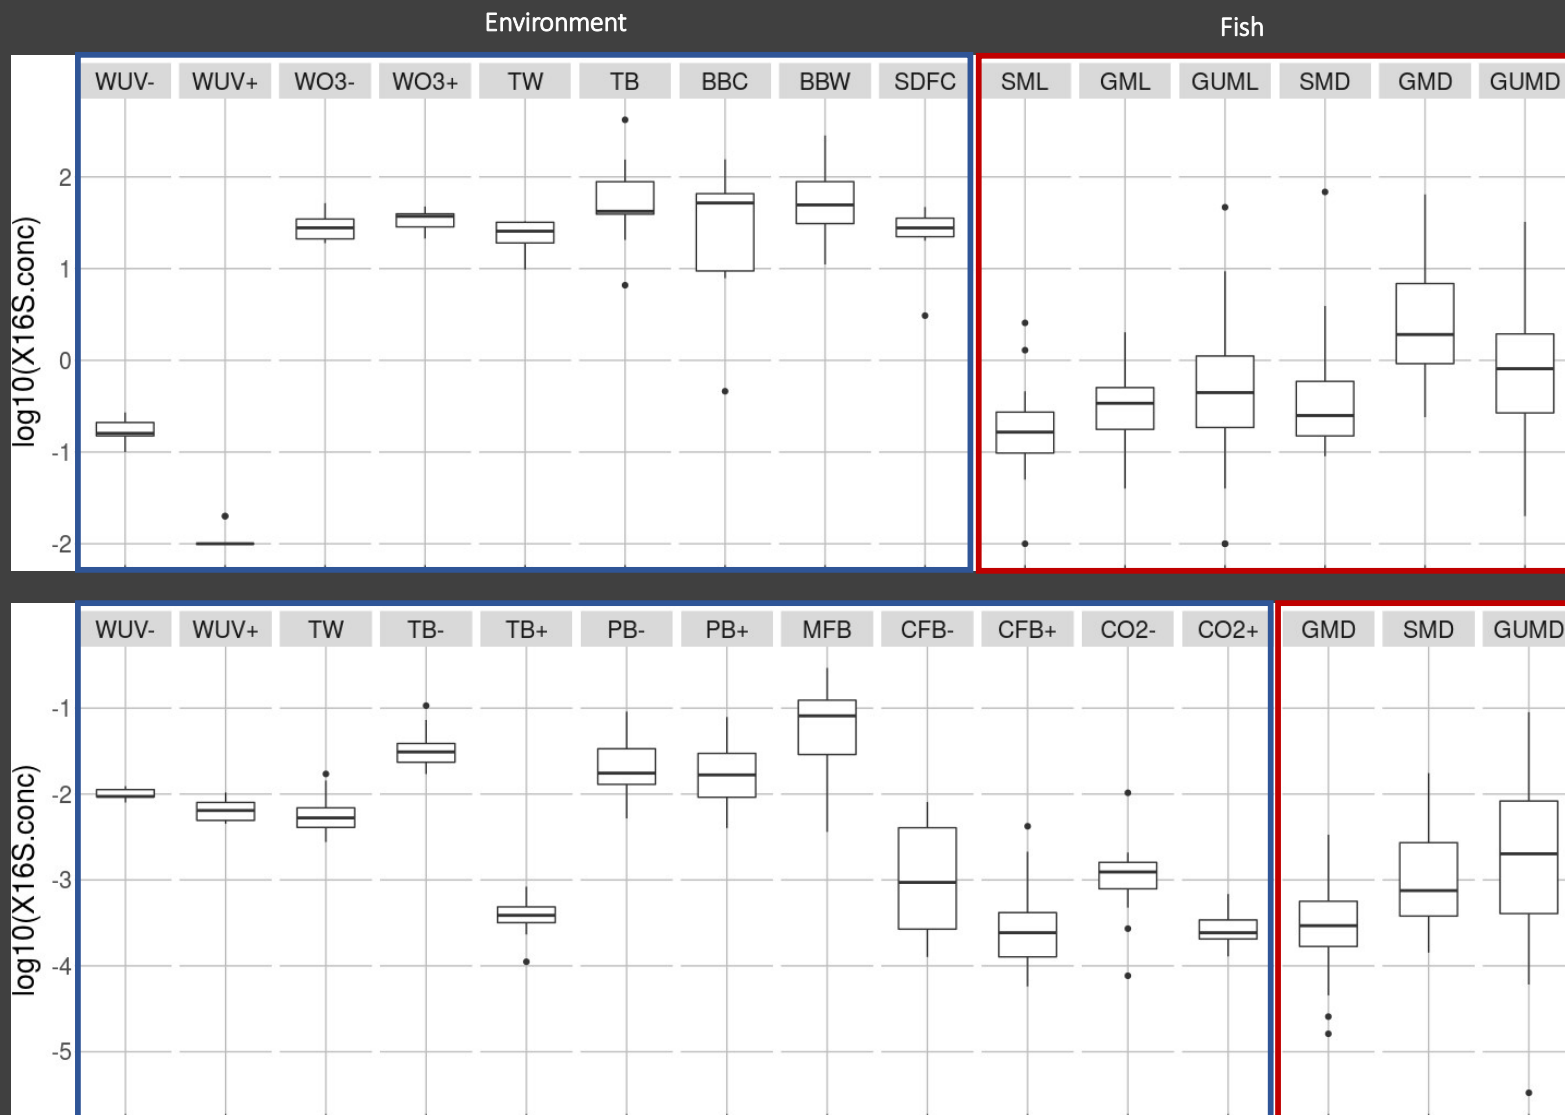 Environment Fish
WUV- WUV+ WO3- WO3+ TW TB BBC BBW SDFC SML GML GUML SMD GMD GUMD
2
1
0
-1
-2
log10(X16S.conc)
WUV- WUV+ TW TB- TB+ PB- PB+ MFB CFB- CFB+ CO2- CO2+ GMD SMD GUMD
-1
-2
-3
-4
-5
log10(X16S.conc)